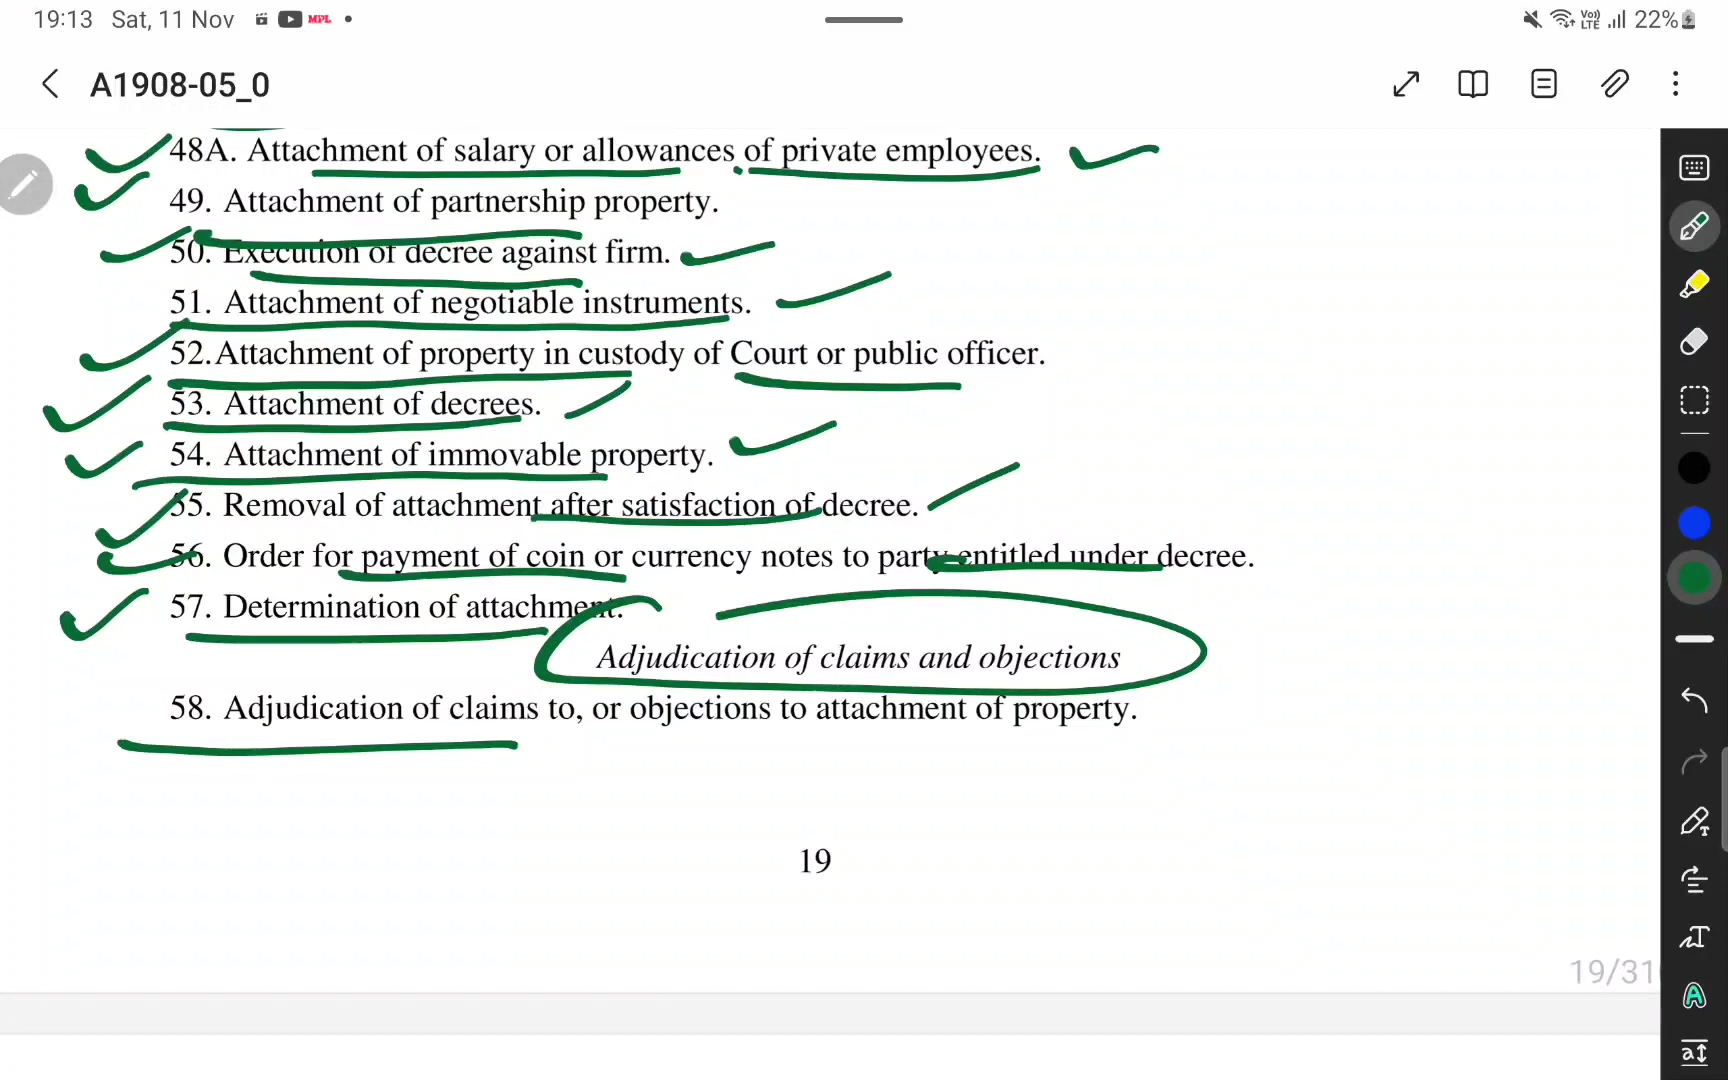 19:13 Sat, 11 Nov MPL Vo) LTE 22%
A1908-05_0
48A. Attachment of salary or allowances of private employees.
49. Attachment of partnership property.
50. Execution of decree against firm.
51. Attachment of negotiable instruments.
52.Attachment of property in custody of Court or public officer.
53. Attachment of decrees.
54. Attachment of immovable property.
55. Removal of attachment after satisfaction of decree.
56. Order for payment of coin or currency notes to party entitled under decree.
57. Determination of attachment.
Adjudication of claims and objections
58. Adjudication of claims to, or objections to attachment of property.
19
19/31